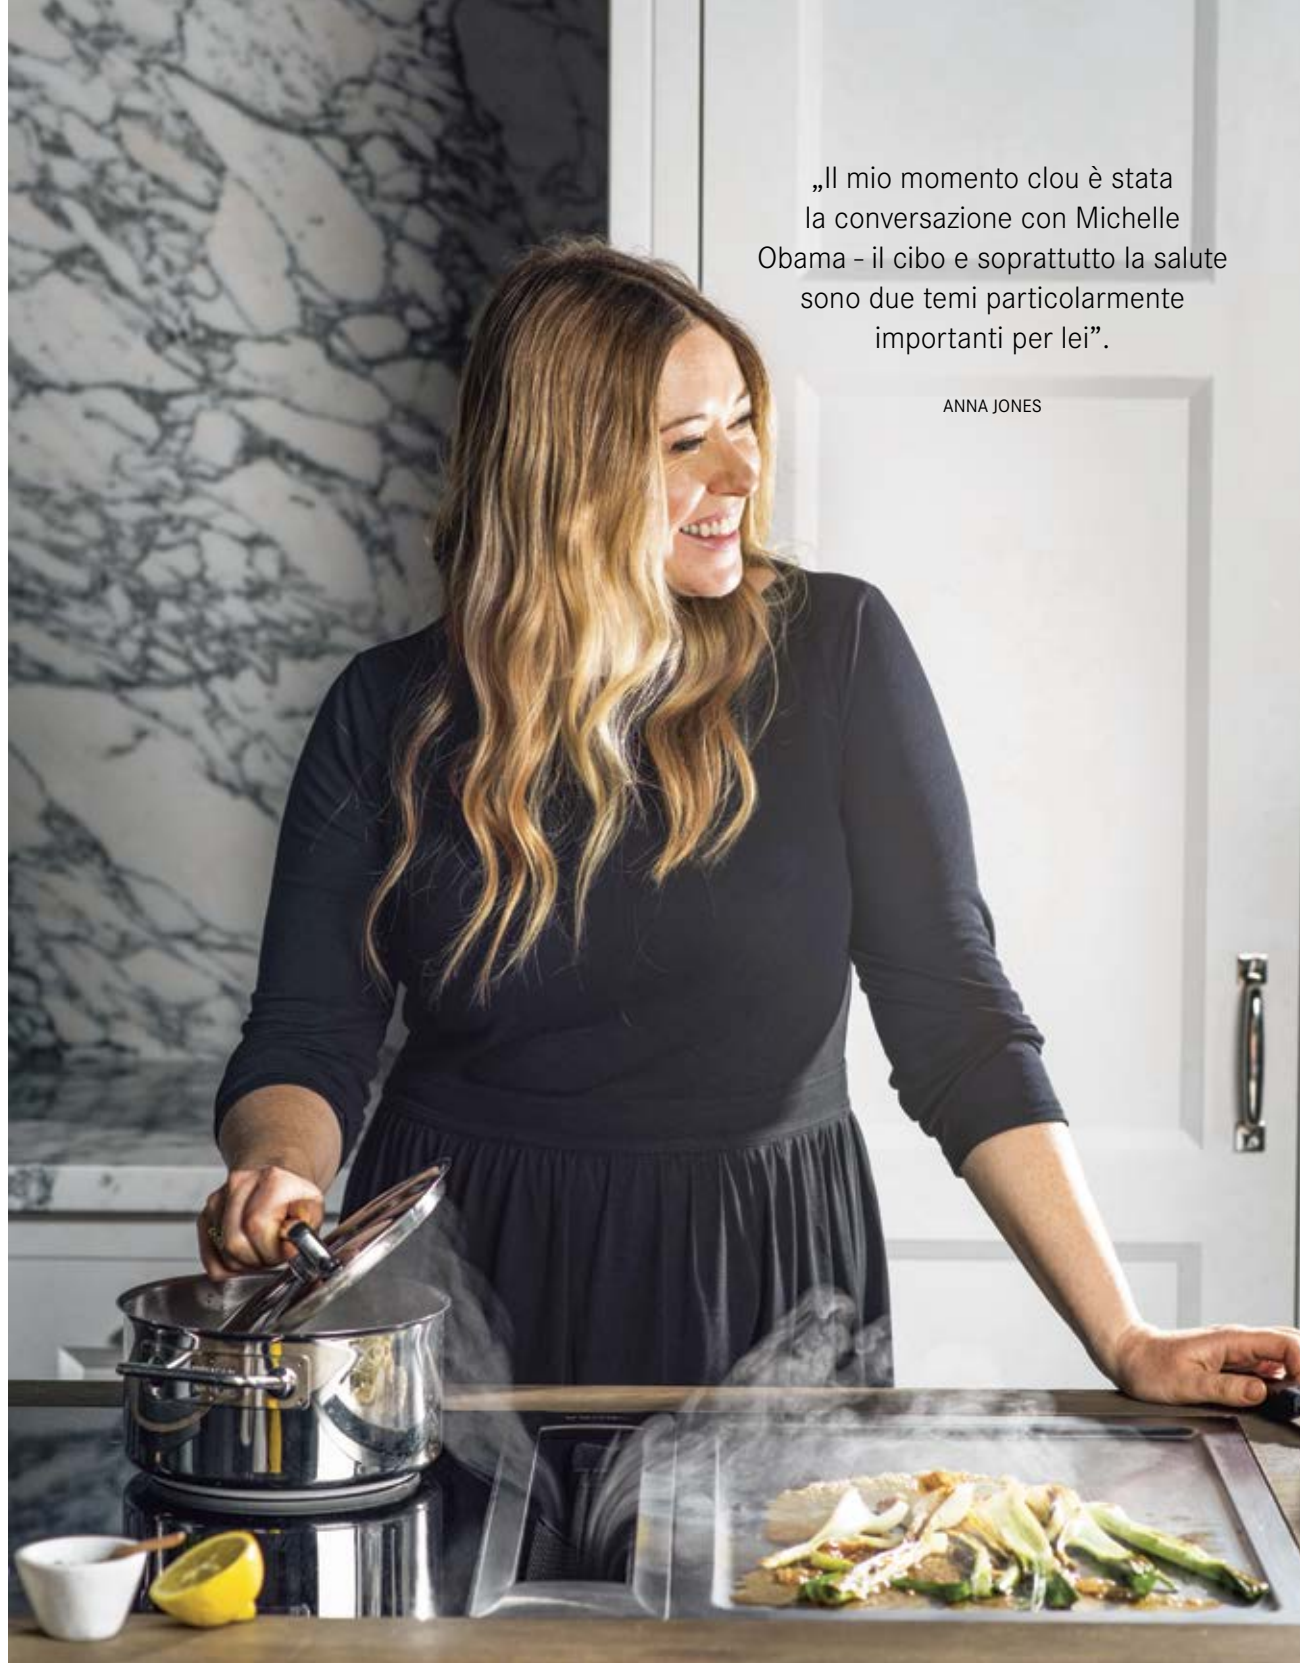 „Il mio momento clou è stata
la conversazione con Michelle
Obama - il cibo e soprattutto la salute
sono due temi particolarmente
importanti per lei”.
ANNA JONES